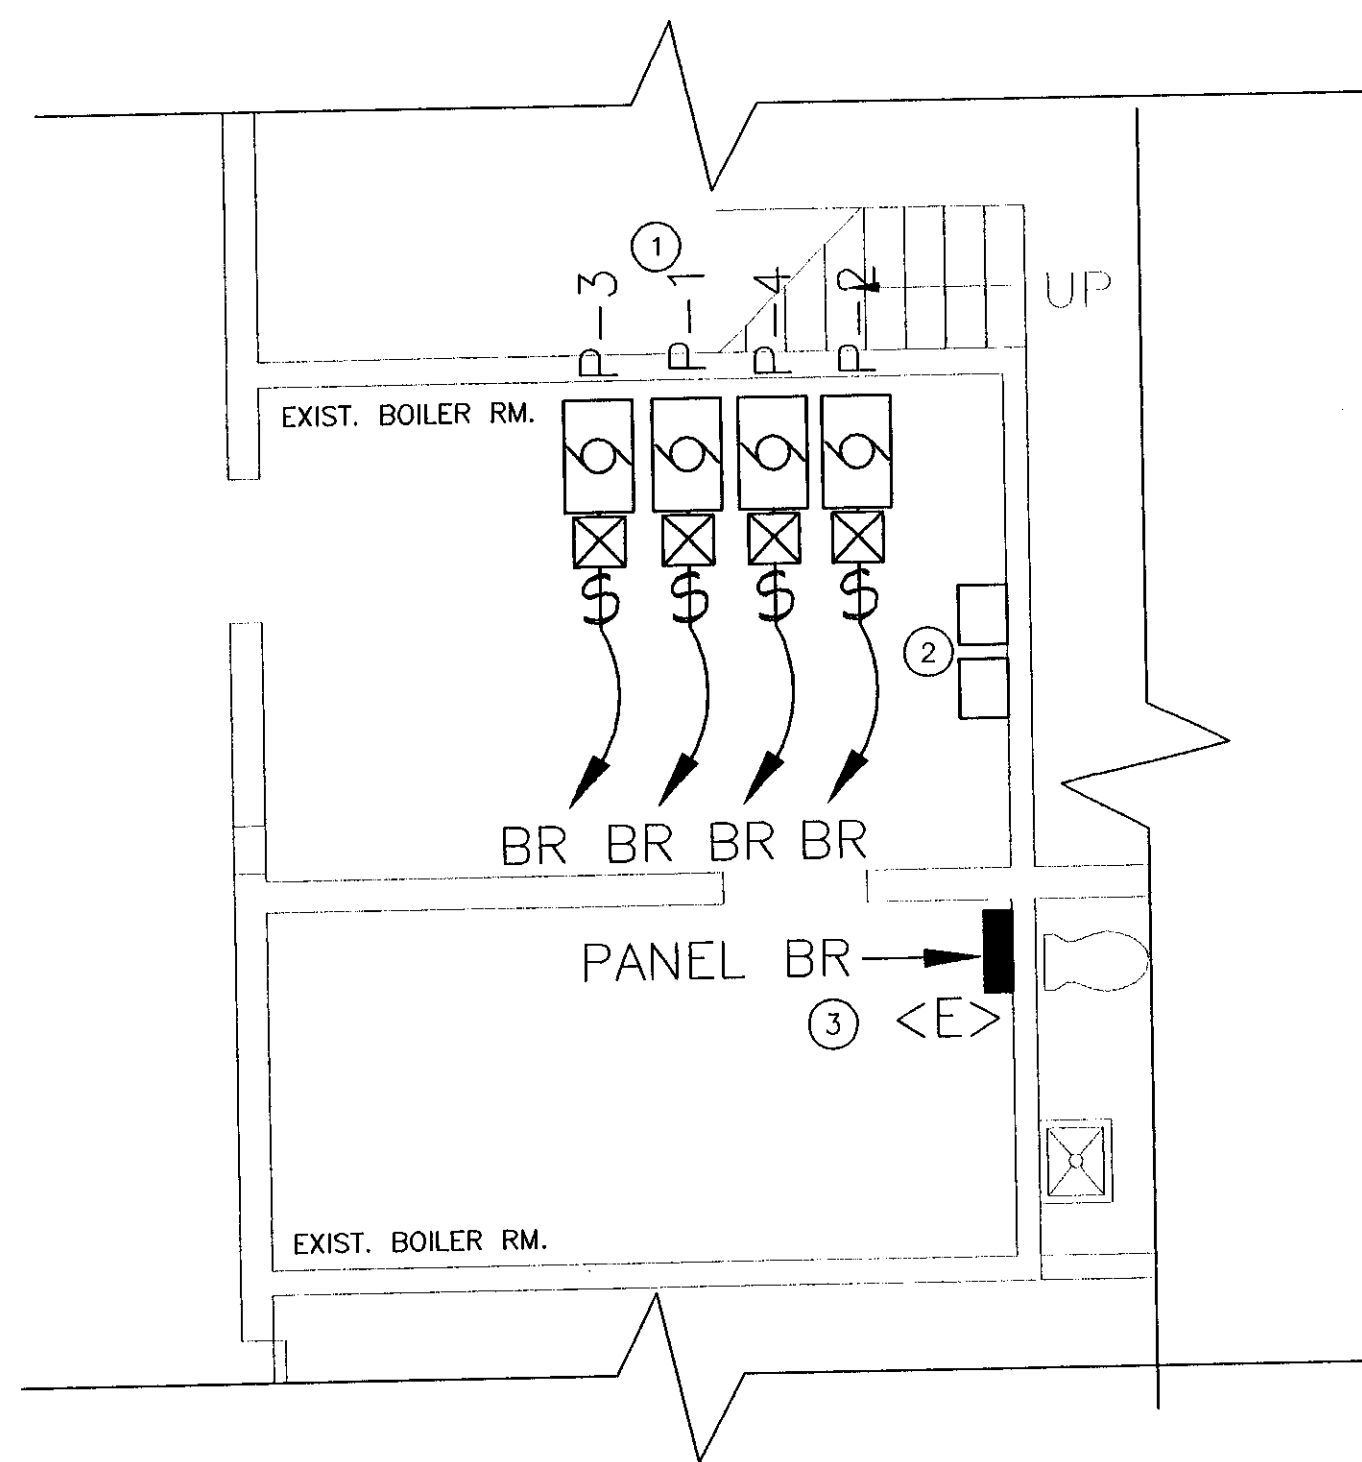 1
P-3
P-1
P-4
P-2
UP
EXIST. BOILER RM.
$ $ $ $
2
BR BR BR BR
PANEL BR
3 <E>
EXIST. BOILER RM.